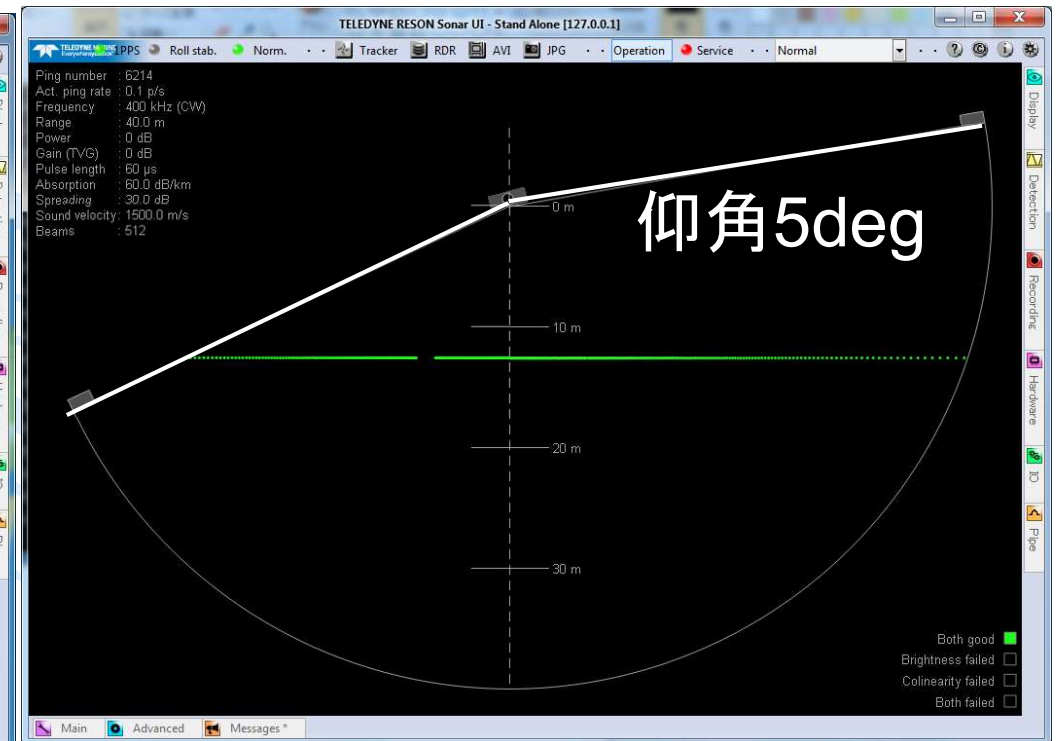 TELEDYNE RESON Sonar UI - Stand Alone [127.0.0.1]
1PPS Roll stab. Norm. Tracker RDR AVI JPG Operation Service Normal
Ping number : 6214
Act. ping rate : 0.1 p/s
Frequency : 400 kHz (CW)
Range : 40.0 m
Power : 0 dB
Gain (TVG) : 0 dB
Pulse length : 60 µs
Absorption : 60.0 dB/km
Spreading : 30.0 dB
Sound velocity: 1500.0 m/s
Beams : 512
0 m
仰角5deg
10 m
20 m
30 m
Display
Detection
Recording
Hardware
IO
Pipe
Both good
Brightness failed
Colinearity failed
Both failed
Main Advanced Messages *